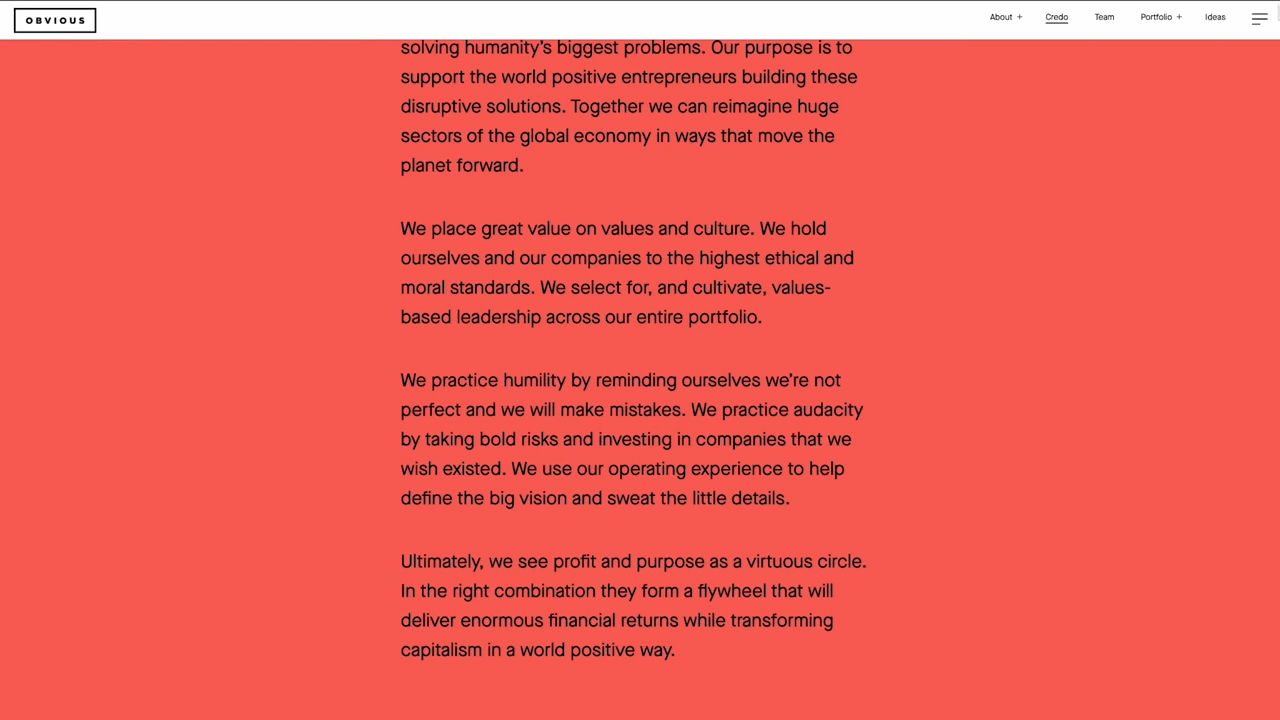 OBVIOUS
About +
Credo
Team
Portfolio +
Ideas
solving humanity’s biggest problems. Our purpose is to
support the world positive entrepreneurs building these
disruptive solutions. Together we can reimagine huge
sectors of the global economy in ways that move the
planet forward.
We place great value on values and culture. We hold
ourselves and our companies to the highest ethical and
moral standards. We select for, and cultivate, values-
based leadership across our entire portfolio.
We practice humility by reminding ourselves we’re not
perfect and we will make mistakes. We practice audacity
by taking bold risks and investing in companies that we
wish existed. We use our operating experience to help
define the big vision and sweat the little details.
Ultimately, we see profit and purpose as a virtuous circle.
In the right combination they form a flywheel that will
deliver enormous financial returns while transforming
capitalism in a world positive way.